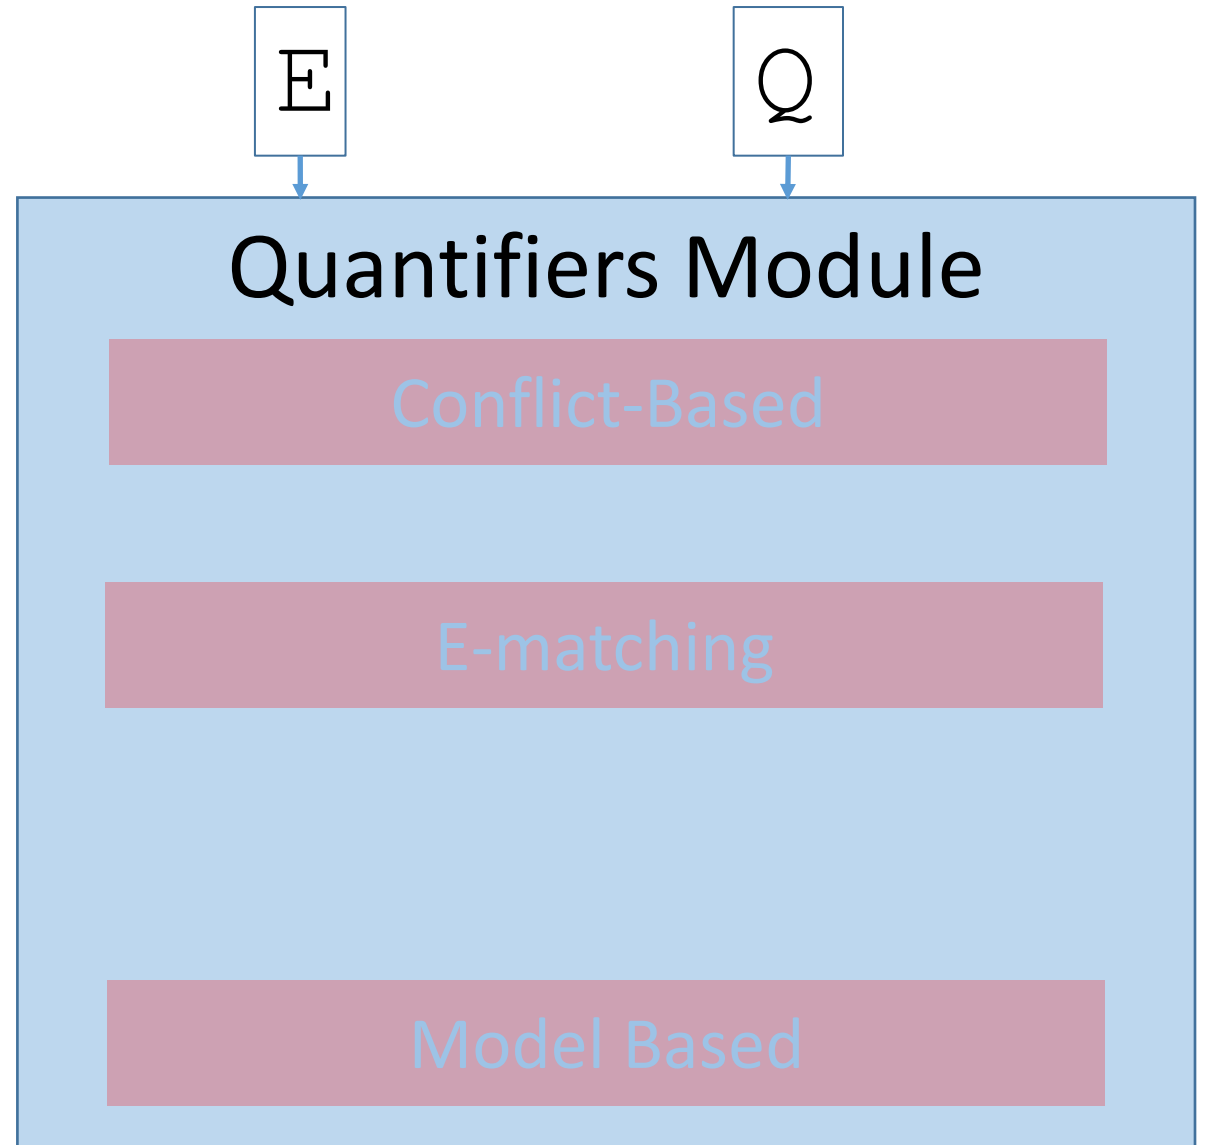 E
Q
Quantifiers Module
Conflict-Based
E-matching
Model Based